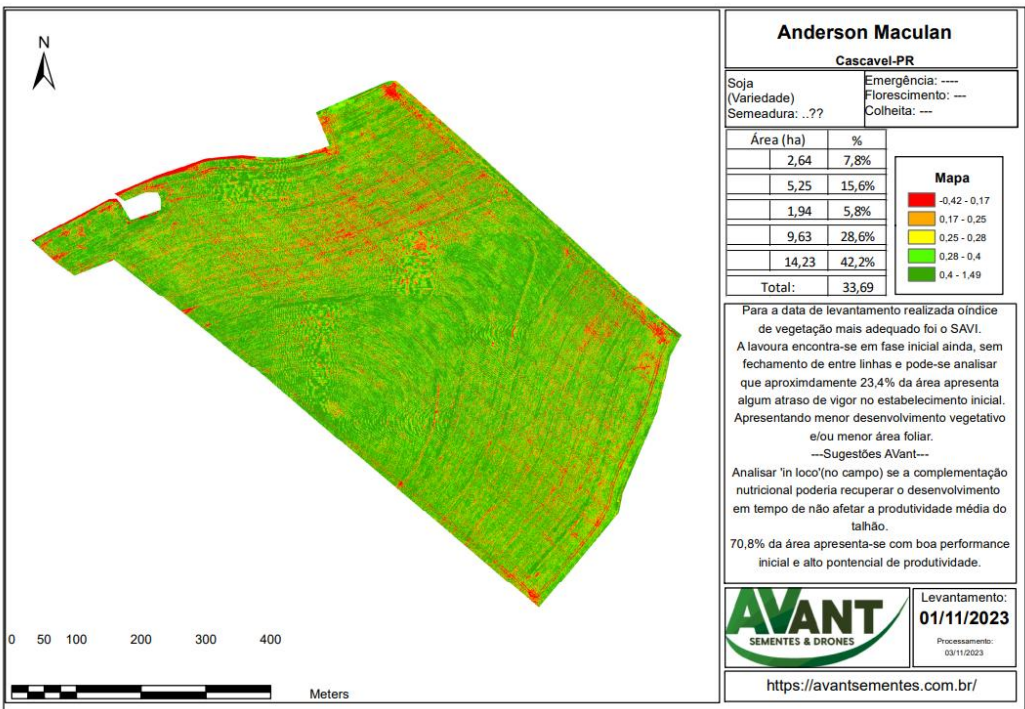 N
0 50 100 200 300 400
Meters
Anderson Maculan
Cascavel-PR
Soja
(Variedade)
Semeadura: ..??
Emergência: ----
Florescimento: ---
Colheita: ---
Área (ha) %
2,64 7,8%
5,25 15,6%
1,94 5,8%
9,63 28,6%
14,23 42,2%
Total: 33,69
Mapa
-0,42 - 0,17
0,17 - 0,25
0,25 - 0,28
0,28 - 0,4
0,4 - 1,49
Para a data de levantamento realizada oíndice
de vegetação mais adequado foi o SAVI.
A lavoura encontra-se em fase inicial ainda, sem
fechamento de entre linhas e pode-se analisar
que aproximdamente 23,4% da área apresenta
algum atraso de vigor no estabelecimento inicial.
Apresentando menor desenvolvimento vegetativo
e/ou menor área foliar.
---Sugestões AVant---
Analisar 'in loco'(no campo) se a complementação
nutricional poderia recuperar o desenvolvimento
em tempo de não afetar a produtividade média do
talhão.
70,8% da área apresenta-se com boa performance
inicial e alto pontencial de produtividade.
AVANT
SEMENTES & DRONES
Levantamento:
01/11/2023
Processamento:
03/11/2023
https://avantsementes.com.br/